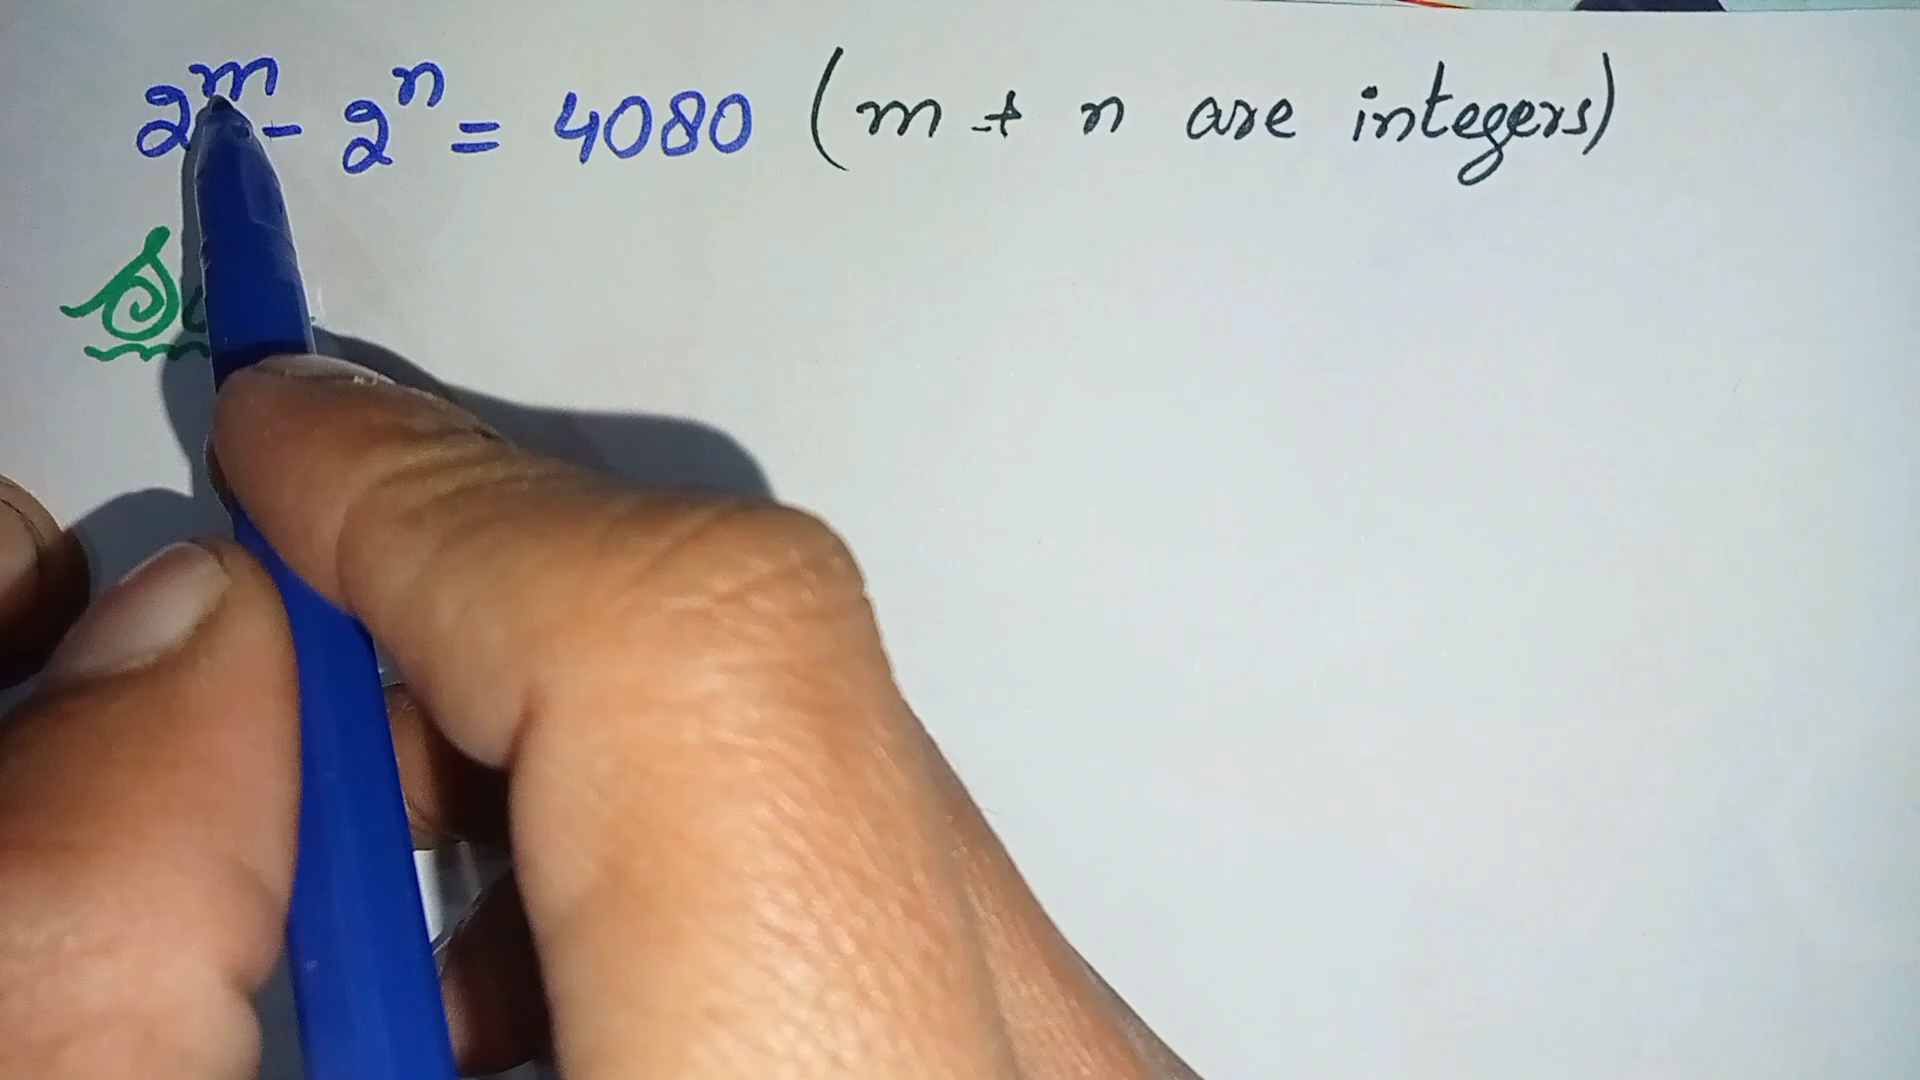 2^m - 2^n = 4080 (m + n are integers)